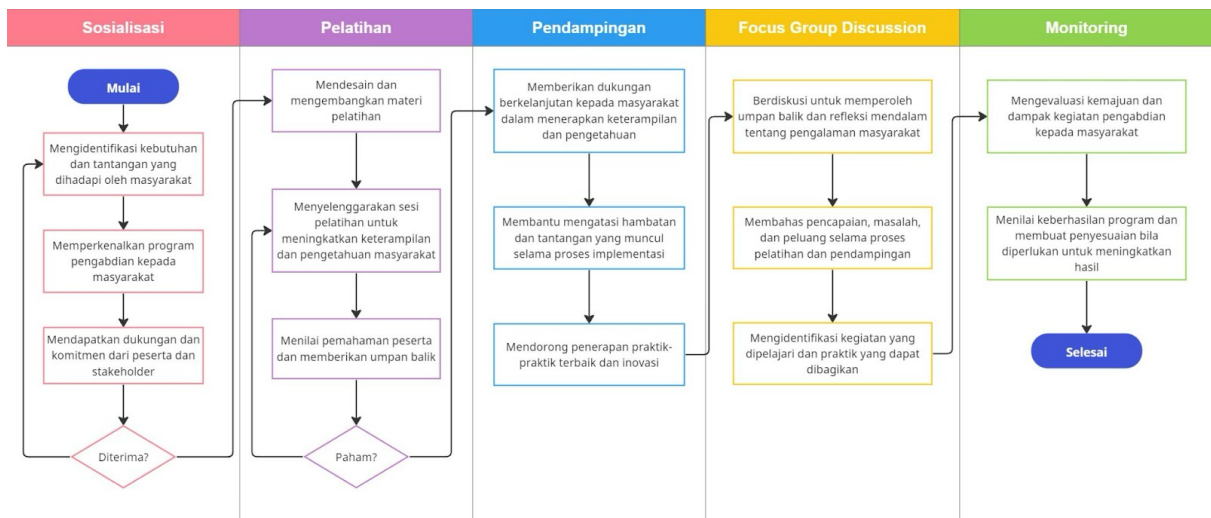 Sosialisasi
Mulai
Mengidentifikasi kebutuhan
dan tantangan yang
dihadapi oleh masyarakat
Memperkenalkan program
pengabdian kepada
masyarakat
Mendapatkan dukungan dan
komitmen dari peserta dan
stakeholder
Diterima?
Pelatihan
Mendesain dan
mengembangkan materi
pelatihan
Menyelenggarakan sesi
pelatihan untuk
meningkatkan keterampilan
dan pengetahuan masyarakat
Menilai pemahaman peserta
dan memberikan umpan balik
Paham?
Pendampingan
Memberikan dukungan
berkelanjutan kepada masyarakat
dalam menerapkan keterampilan
dan pengetahuan
Membantu mengatasi hambatan
dan tantangan yang muncul
selama proses implementasi
Mendorong penerapan praktik-
praktik terbaik dan inovasi
Focus Group Discussion
Berdiskusi untuk memperoleh
umpan balik dan refleksi mendalam
tentang pengalaman masyarakat
Membahas pencapaian, masalah,
dan peluang selama proses
pelatihan dan pendampingan
Mengidentifikasi kegiatan yang
dipelajari dan praktik yang dapat
dibagikan
Monitoring
Mengevaluasi kemajuan dan
dampak kegiatan pengabdian
kepada masyarakat
Menilai keberhasilan program dan
membuat penyesuaian bila
diperlukan untuk meningkatkan
hasil
Selesai